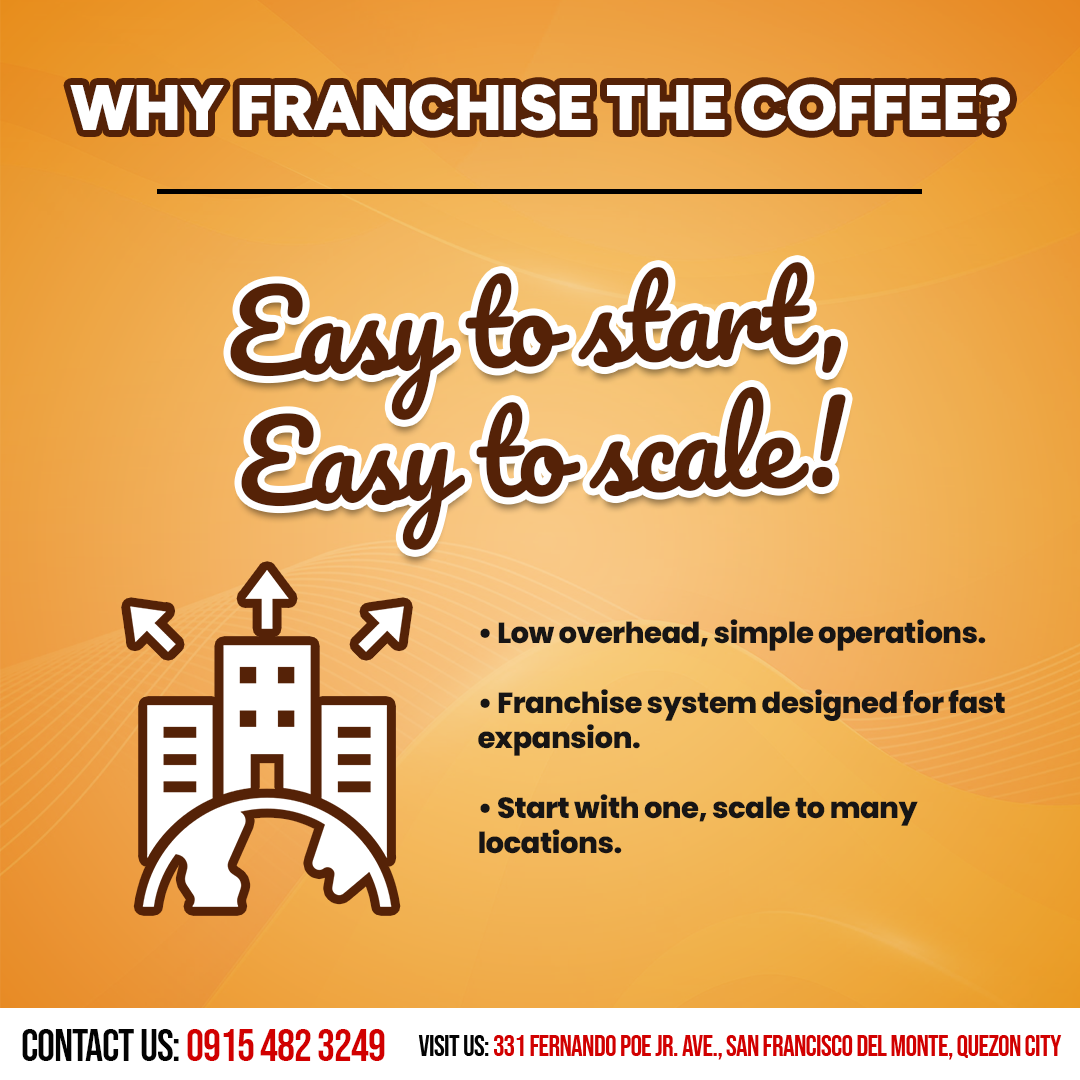 WHY FRANCHISE THE COFFEE?
Easy to start,
Easy to scale!
• Low overhead, simple operations.
• Franchise system designed for fast
expansion.
• Start with one, scale to many
locations.
CONTACT US: 0915 482 3249 VISIT US: 331 FERNANDO POE JR. AVE., SAN FRANCISCO DEL MONTE, QUEZON CITY